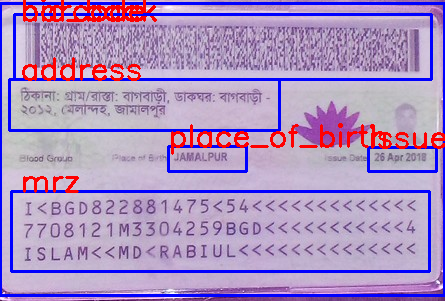 barcode
address
ঠিকানা: গ্রাম/রাস্তা: বাগবাড়ী, ডাকঘর: বাগবাড়ী -
২০১২, মেলান্দহ, জামালপুর
place_of_birth issue
Blood Group Place of Birth JAMALPUR Issue Date 26 Apr 2018
mrz
I<BGD822881475<54<<<<<<<<<<<<<
7708121M3304259BGD<<<<<<<<<<<4
ISLAM<<MD<RABIUL<<<<<<<<<<<<<<